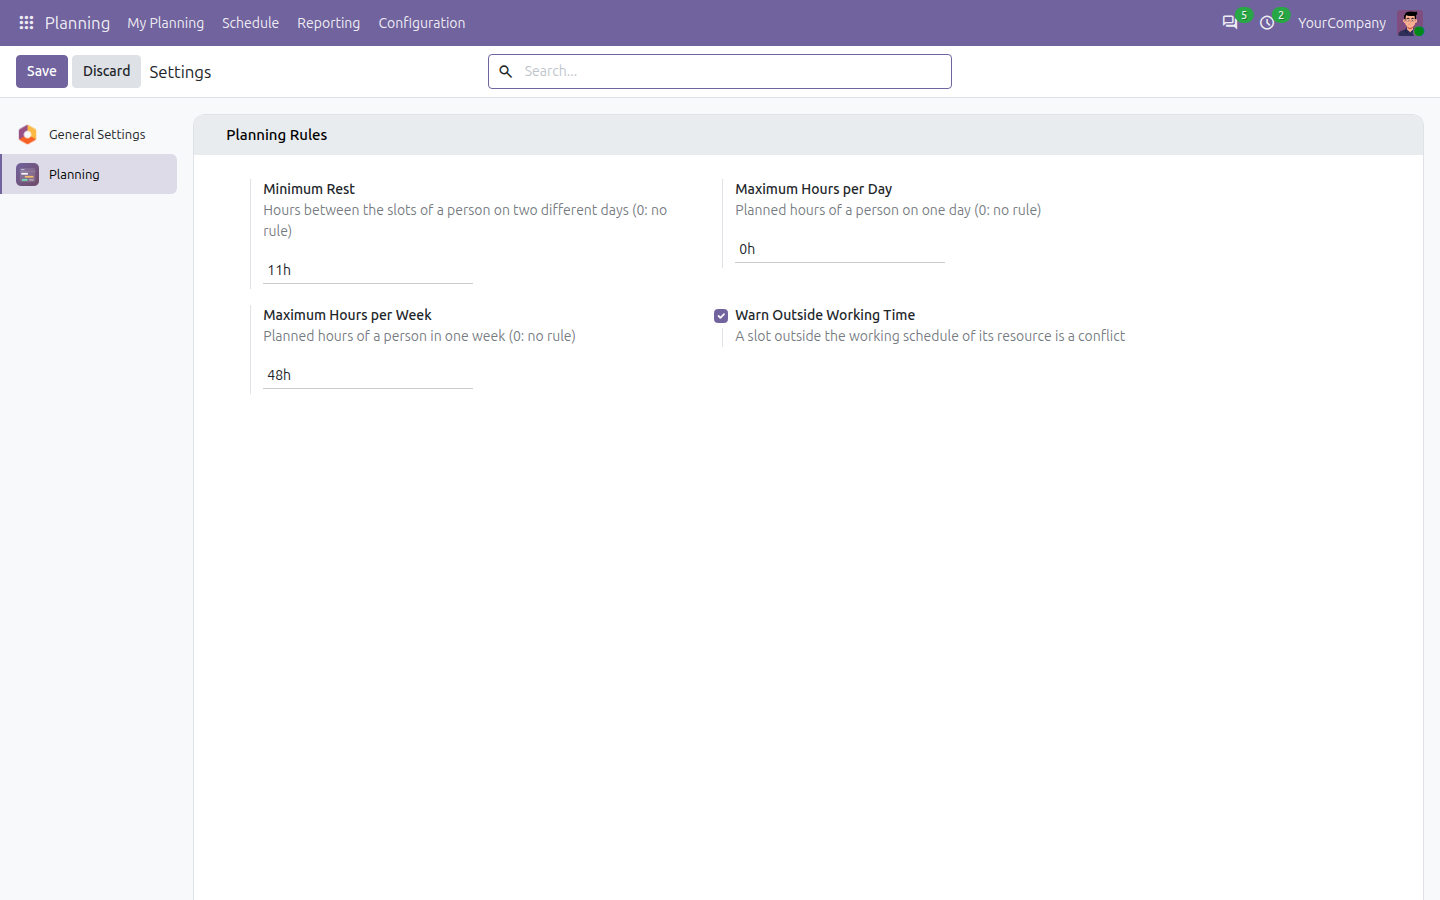 Planning
My Planning
Schedule
Reporting
Configuration
5
2
YourCompany
Save
Discard
Settings
Search...
General Settings
Planning
Planning Rules
Minimum Rest
Hours between the slots of a person on two different days (0: no
rule)
11h
Maximum Hours per Day
Planned hours of a person on one day (0: no rule)
0h
Maximum Hours per Week
Planned hours of a person in one week (0: no rule)
48h
Warn Outside Working Time
A slot outside the working schedule of its resource is a conflict